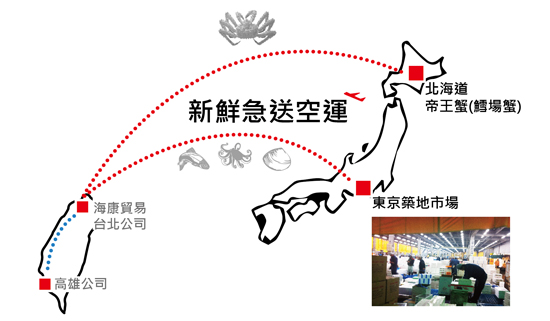 新鮮急送空運
北海道
帝王蟹(鱈場蟹)
東京築地市場
海康貿易
台北公司
高雄公司